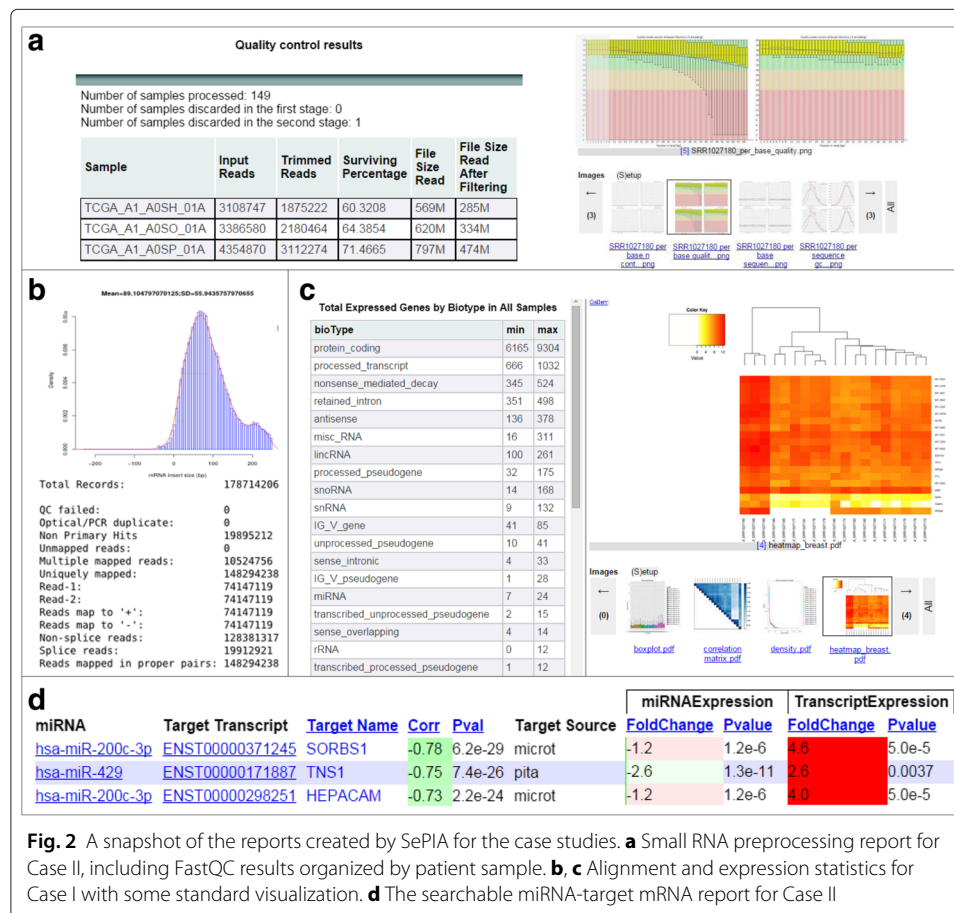 a
Quality control results
Number of samples processed: 149
Number of samples discarded in the first stage: 0
Number of samples discarded in the second stage: 1
Sample Input Reads Trimmed Reads Surviving Percentage File Size Read File Size Read After Filtering
TCGA_A1_A0SH_01A 3108747 1875222 60.3208 569M 285M
TCGA_A1_A0SO_01A 3386580 2180464 64.3854 620M 334M
TCGA_A1_A0SP_01A 4354870 3112274 71.4665 797M 474M
[5] SRR1027180_per_base_quality.png
Images (S)etup
← → All
(3) (3)
SRR1027180 per base n cont...png
SRR1027180 per base qualit...png
SRR1027180 per base sequen...png
SRR1027180 per sequence gc...png
b
Mean=89.104797070125;SD=55.9435757970655
Density
0.000 0.002 0.004 0.006
−200 −100 0 100 200
mRNA insert size (bp)
Total Records: 178714206
QC failed: 0
Optical/PCR duplicate: 0
Non Primary Hits 19895212
Unmapped reads: 0
Multiple mapped reads: 10524756
Uniquely mapped: 148294238
Read-1: 74147119
Read-2: 74147119
Reads map to '+': 74147119
Reads map to '-': 74147119
Non-splice reads: 128381317
Splice reads: 19912921
Reads mapped in proper pairs: 148294238
c
Total Expressed Genes by Biotype in All Samples
bioType min max
protein_coding 6165 9304
processed_transcript 666 1032
nonsense_mediated_decay 345 524
retained_intron 351 498
antisense 136 378
misc_RNA 16 311
lincRNA 100 261
processed_pseudogene 32 175
snoRNA 14 168
snRNA 9 132
IG_V_gene 41 85
unprocessed_pseudogene 10 41
sense_intronic 4 33
IG_V_pseudogene 1 28
miRNA 7 24
transcribed_unprocessed_pseudogene 2 15
sense_overlapping 4 14
rRNA 0 12
transcribed_processed_pseudogene 1 12
Gallery:
Color Key
0 4 8 12
Value
[4] heatmap_breast.pdf
Images (S)etup
← → All
(0) (4)
boxplot.pdf
correlation matrix.pdf
density.pdf
heatmap_breast.pdf
d
miRNAExpression TranscriptExpression
miRNA Target Transcript Target Name Corr Pval Target Source FoldChange Pvalue FoldChange Pvalue
hsa-miR-200c-3p ENST00000371245 SORBS1 -0.78 6.2e-29 microt -1.2 1.2e-6 4.6 5.0e-5
hsa-miR-429 ENST00000171887 TNS1 -0.75 7.4e-26 pita -2.6 1.3e-11 2.6 0.0037
hsa-miR-200c-3p ENST00000298251 HEPACAM -0.73 2.2e-24 microt -1.2 1.2e-6 4.0 5.0e-5
Fig. 2 A snapshot of the reports created by SePIA for the case studies. a Small RNA preprocessing report for
Case II, including FastQC results organized by patient sample. b, c Alignment and expression statistics for
Case I with some standard visualization. d The searchable miRNA-target mRNA report for Case II